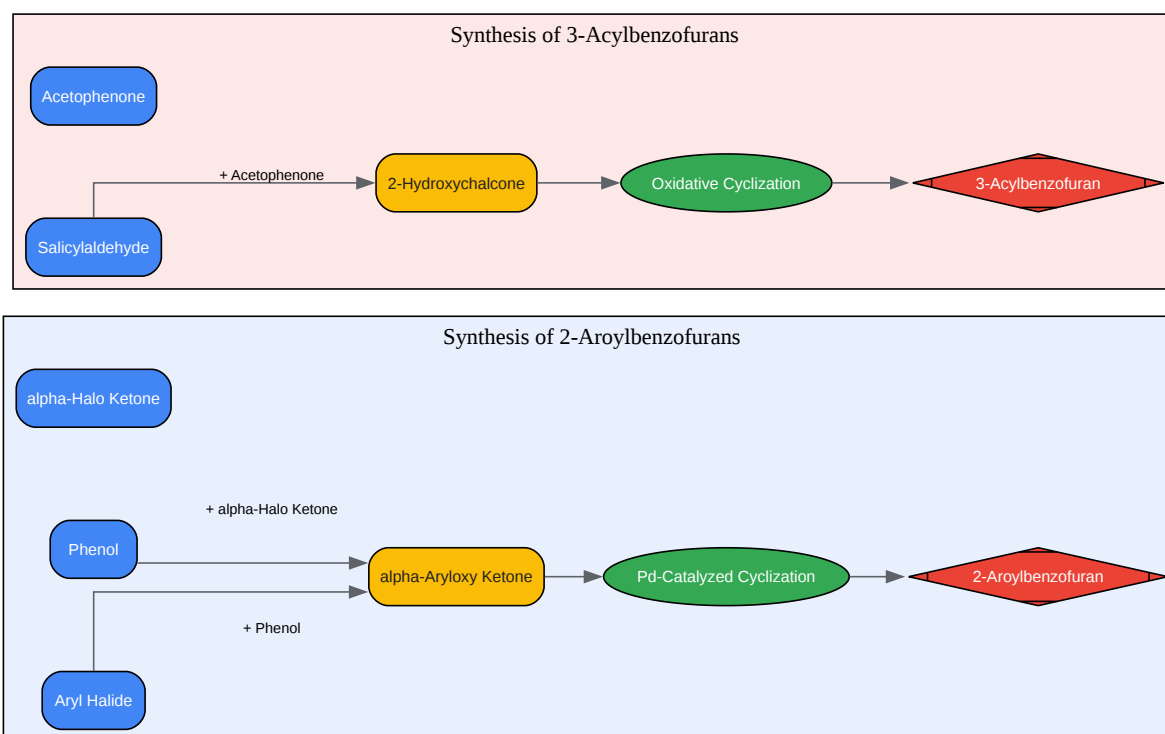 Synthesis of 3-Acylbenzofurans
Acetophenone
+ Acetophenone
2-Hydroxychalcone
Oxidative Cyclization
3-Acylbenzofuran
Salicylaldehyde
Synthesis of 2-Aroylbenzofurans
alpha-Halo Ketone
+ alpha-Halo Ketone
Phenol
alpha-Aryloxy Ketone
Pd-Catalyzed Cyclization
2-Aroylbenzofuran
+ Phenol
Aryl Halide